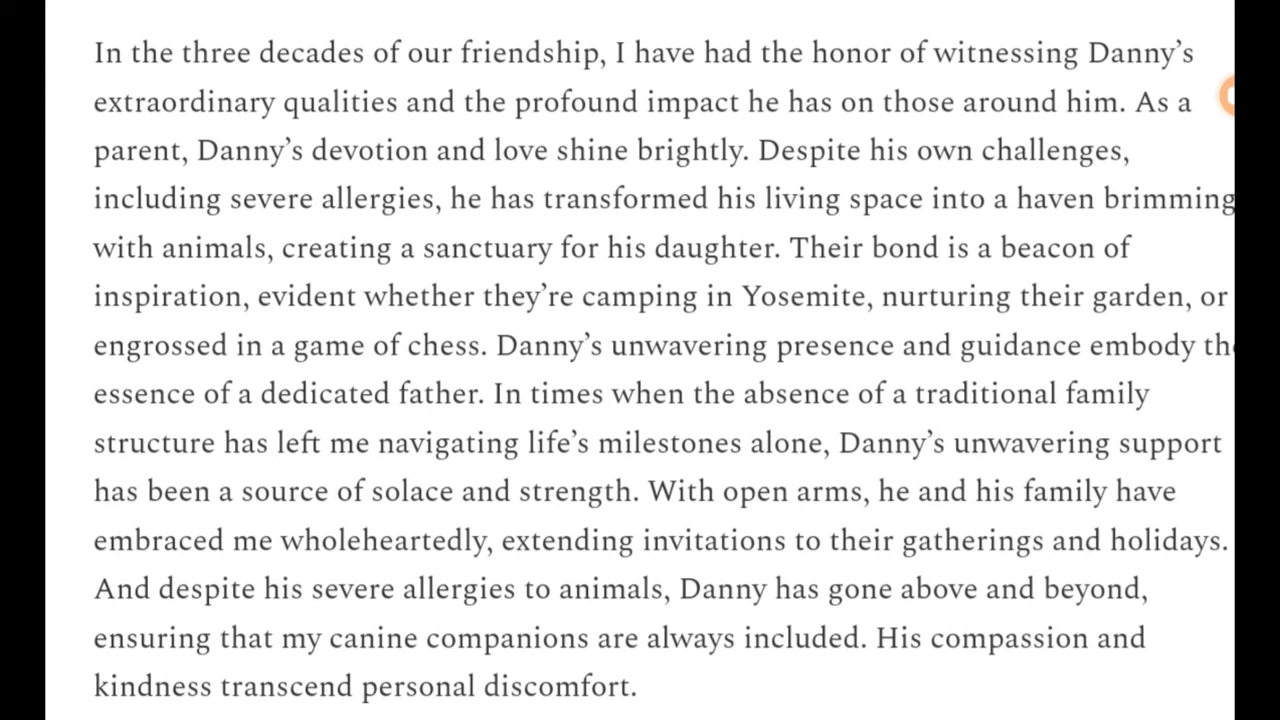 In the three decades of our friendship, I have had the honor of witnessing Danny’s
extraordinary qualities and the profound impact he has on those around him. As a
parent, Danny’s devotion and love shine brightly. Despite his own challenges,
including severe allergies, he has transformed his living space into a haven brimming
with animals, creating a sanctuary for his daughter. Their bond is a beacon of
inspiration, evident whether they’re camping in Yosemite, nurturing their garden, or
engrossed in a game of chess. Danny’s unwavering presence and guidance embody the
essence of a dedicated father. In times when the absence of a traditional family
structure has left me navigating life’s milestones alone, Danny’s unwavering support
has been a source of solace and strength. With open arms, he and his family have
embraced me wholeheartedly, extending invitations to their gatherings and holidays.
And despite his severe allergies to animals, Danny has gone above and beyond,
ensuring that my canine companions are always included. His compassion and
kindness transcend personal discomfort.